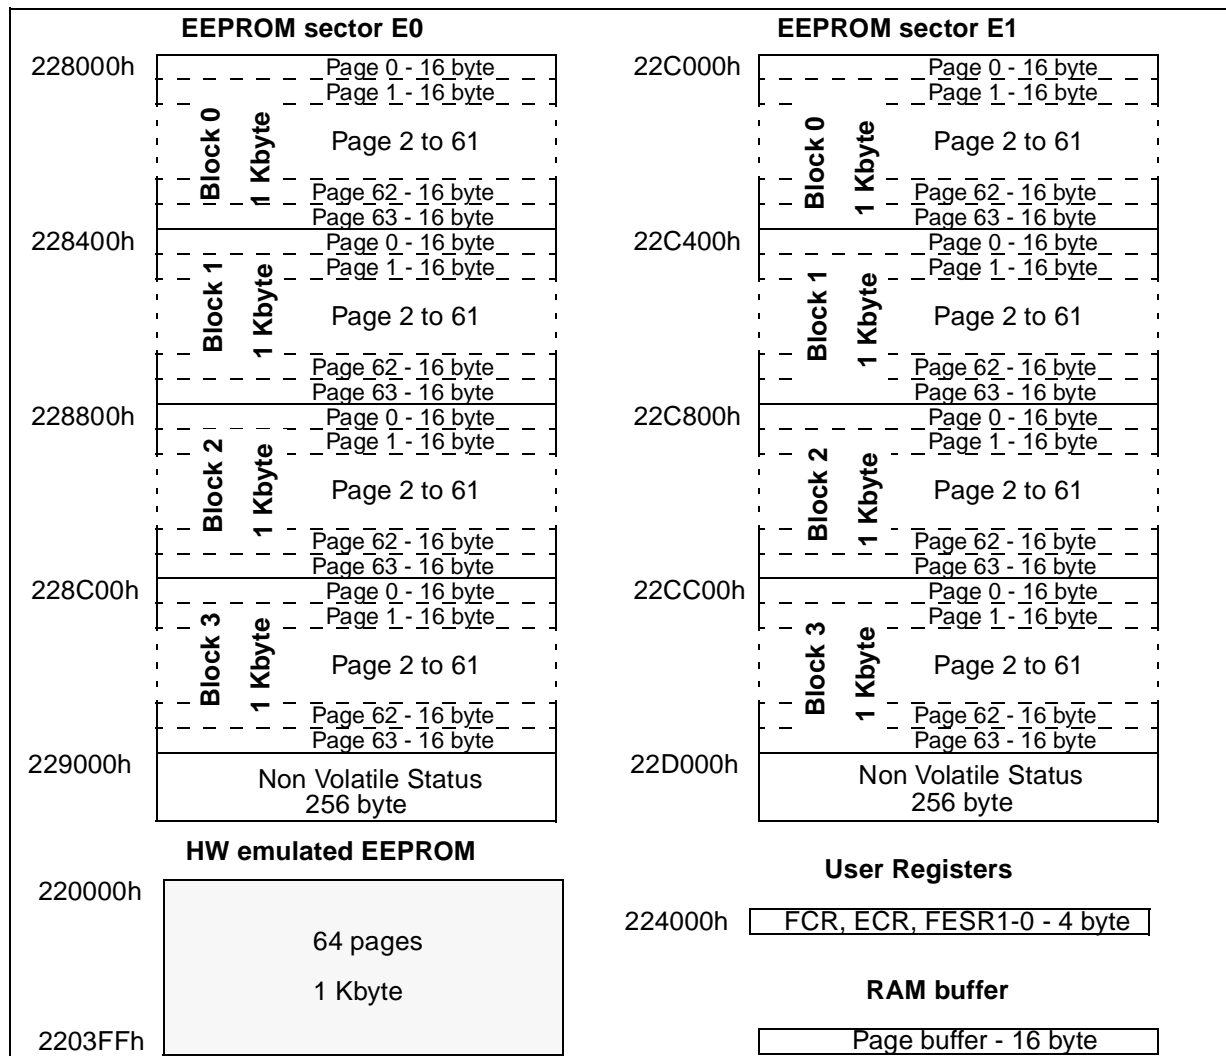 EEPROM sector E0
228000h
Page 0 - 16 byte
Page 1 - 16 byte
Block 0
1 Kbyte
Page 2 to 61
Page 62 - 16 byte
Page 63 - 16 byte
228400h
Page 0 - 16 byte
Page 1 - 16 byte
Block 1
1 Kbyte
Page 2 to 61
Page 62 - 16 byte
Page 63 - 16 byte
228800h
Page 0 - 16 byte
Page 1 - 16 byte
Block 2
1 Kbyte
Page 2 to 61
Page 62 - 16 byte
Page 63 - 16 byte
228C00h
Page 0 - 16 byte
Page 1 - 16 byte
Block 3
1 Kbyte
Page 2 to 61
Page 62 - 16 byte
Page 63 - 16 byte
229000h
Non Volatile Status
256 byte
EEPROM sector E1
22C000h
Page 0 - 16 byte
Page 1 - 16 byte
Block 0
1 Kbyte
Page 2 to 61
Page 62 - 16 byte
Page 63 - 16 byte
22C400h
Page 0 - 16 byte
Page 1 - 16 byte
Block 1
1 Kbyte
Page 2 to 61
Page 62 - 16 byte
Page 63 - 16 byte
22C800h
Page 0 - 16 byte
Page 1 - 16 byte
Block 2
1 Kbyte
Page 2 to 61
Page 62 - 16 byte
Page 63 - 16 byte
22CC00h
Page 0 - 16 byte
Page 1 - 16 byte
Block 3
1 Kbyte
Page 2 to 61
Page 62 - 16 byte
Page 63 - 16 byte
22D000h
Non Volatile Status
256 byte
HW emulated EEPROM
220000h
64 pages
1 Kbyte
2203FFh
User Registers
224000h
FCR, ECR, FESR1-0 - 4 byte
RAM buffer
Page buffer - 16 byte